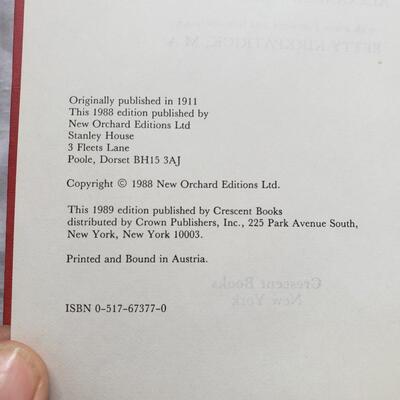 ALEXAN
BETTY KIRKPATRICK, M.A.
Originally published in 1911
This 1988 edition published by
New Orchard Editions Ltd
Stanley House
3 Fleets Lane
Poole, Dorset BH15 3AJ
Copyright © 1988 New Orchard Editions Ltd.
This 1989 edition published by Crescent Books
distributed by Crown Publishers, Inc., 225 Park Avenue South,
New York, New York 10003.
Printed and Bound in Austria.
Crescent Books
New York
ISBN 0-517-67377-0